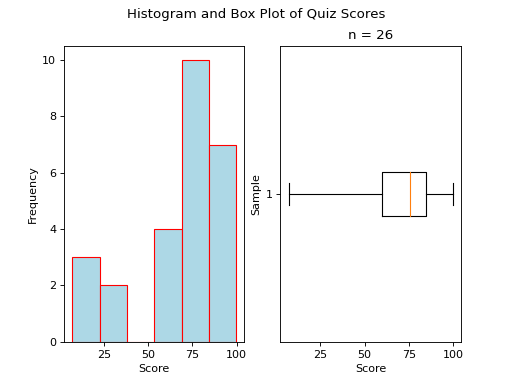 Histogram and Box Plot of Quiz Scores
n = 26
10
8
6
4
2
0
Frequency
25 50 75 100
Score
Sample
1
25 50 75 100
Score